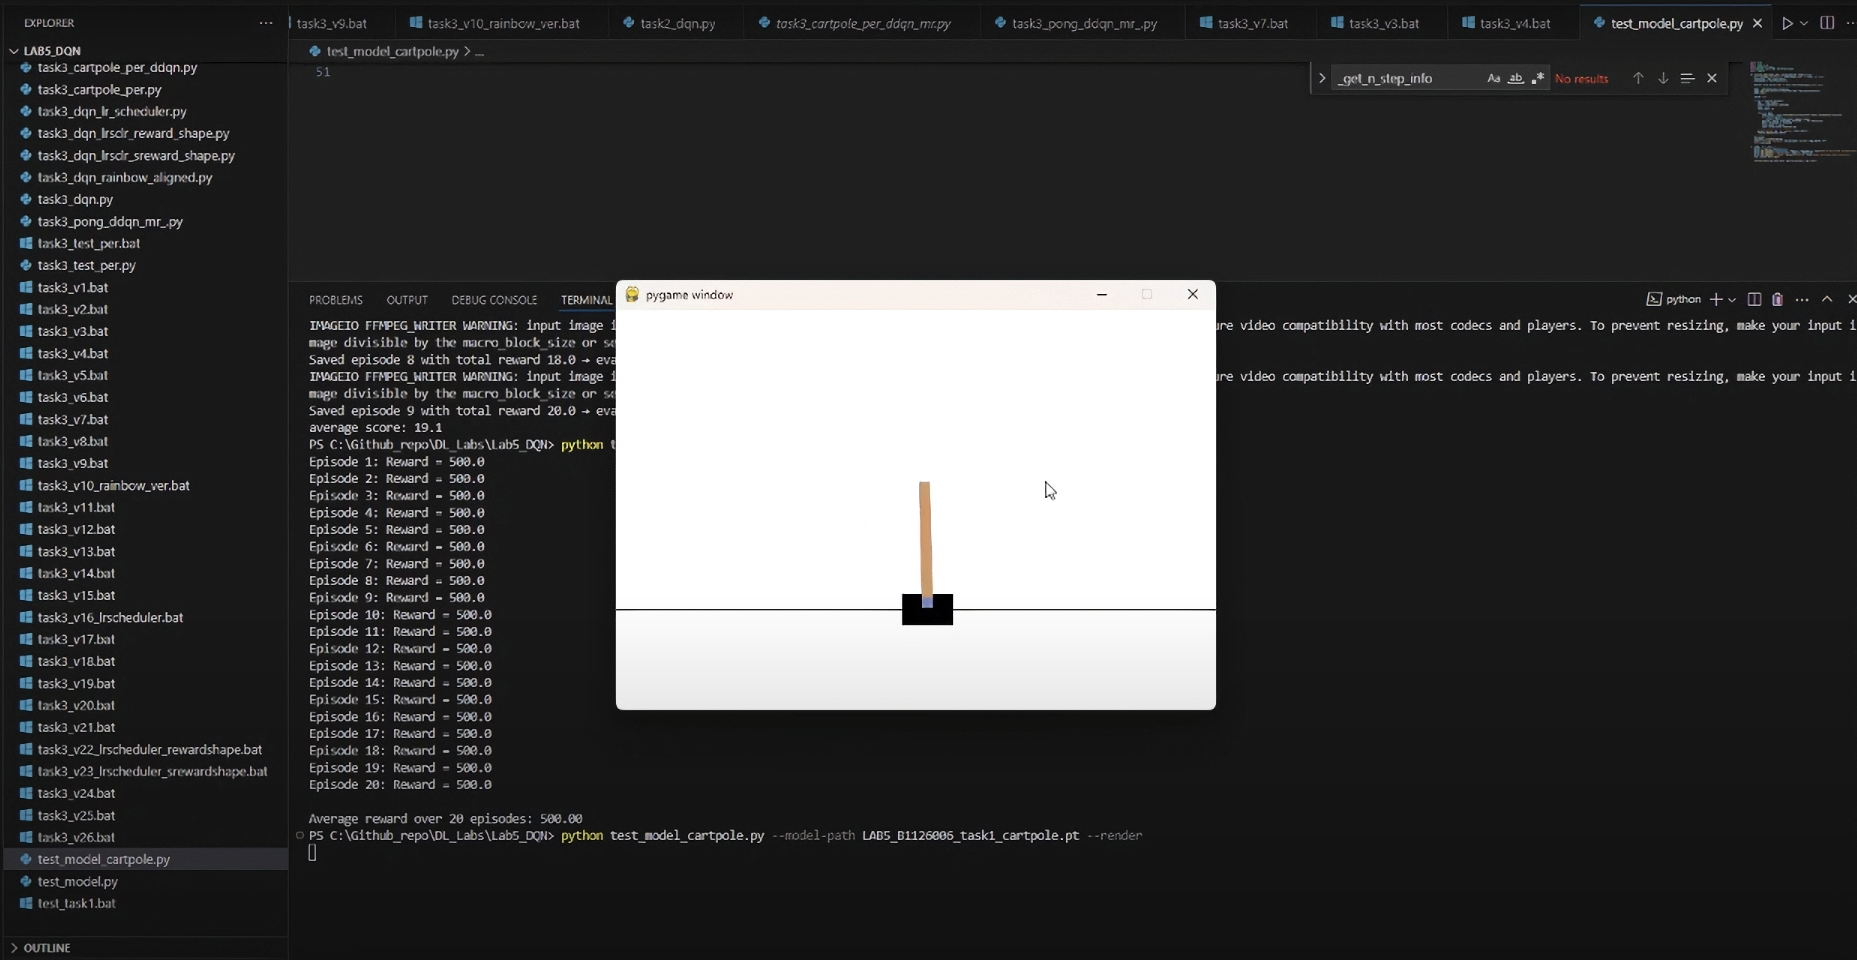 EXPLORER
LAB5_DQN
task3_cartpole_per_ddqn.py
task3_cartpole_per.py
task3_dqn_lr_scheduler.py
task3_dqn_lrsclr_reward_shape.py
task3_dqn_lrsclr_sreward_shape.py
task3_dqn_rainbow_aligned.py
task3_dqn.py
task3_pong_ddqn_mr_.py
task3_test_per.bat
task3_test_per.py
task3_v1.bat
task3_v2.bat
task3_v3.bat
task3_v4.bat
task3_v5.bat
task3_v6.bat
task3_v7.bat
task3_v8.bat
task3_v9.bat
task3_v10_rainbow_ver.bat
task3_v11.bat
task3_v12.bat
task3_v13.bat
task3_v14.bat
task3_v15.bat
task3_v16_lrscheduler.bat
task3_v17.bat
task3_v18.bat
task3_v19.bat
task3_v20.bat
task3_v21.bat
task3_v22_lrscheduler_rewardshape.bat
task3_v23_lrscheduler_srewardshape.bat
task3_v24.bat
task3_v25.bat
task3_v26.bat
test_model_cartpole.py
test_model.py
test_task1.bat
OUTLINE
task3_v9.bat task3_v10_rainbow_ver.bat task2_dqn.py task3_cartpole_per_ddqn_mr.py task3_pong_ddqn_mr_.py task3_v7.bat task3_v3.bat task3_v4.bat test_model_cartpole.py
test_model_cartpole.py > ...
51
_get_n_step_info Aa ab No results
PROBLEMS OUTPUT DEBUG CONSOLE TERMINAL python
pygame window
IMAGEIO FFMPEG_WRITER WARNING: input image i ure video compatibility with most codecs and players. To prevent resizing, make your input i
mage divisible by the macro_block_size or se
Saved episode 8 with total reward 18.0 → eva
IMAGEIO FFMPEG_WRITER WARNING: input image i ure video compatibility with most codecs and players. To prevent resizing, make your input i
mage divisible by the macro_block_size or se
Saved episode 9 with total reward 20.0 → eva
average score: 19.1
PS C:\Github_repo\DL_Labs\Lab5_DQN> python t
Episode 1: Reward = 500.0
Episode 2: Reward = 500.0
Episode 3: Reward = 500.0
Episode 4: Reward = 500.0
Episode 5: Reward = 500.0
Episode 6: Reward = 500.0
Episode 7: Reward = 500.0
Episode 8: Reward = 500.0
Episode 9: Reward = 500.0
Episode 10: Reward = 500.0
Episode 11: Reward = 500.0
Episode 12: Reward = 500.0
Episode 13: Reward = 500.0
Episode 14: Reward = 500.0
Episode 15: Reward = 500.0
Episode 16: Reward = 500.0
Episode 17: Reward = 500.0
Episode 18: Reward = 500.0
Episode 19: Reward = 500.0
Episode 20: Reward = 500.0
Average reward over 20 episodes: 500.00
PS C:\Github_repo\DL_Labs\Lab5_DQN> python test_model_cartpole.py --model-path LAB5_B1126006_task1_cartpole.pt --render